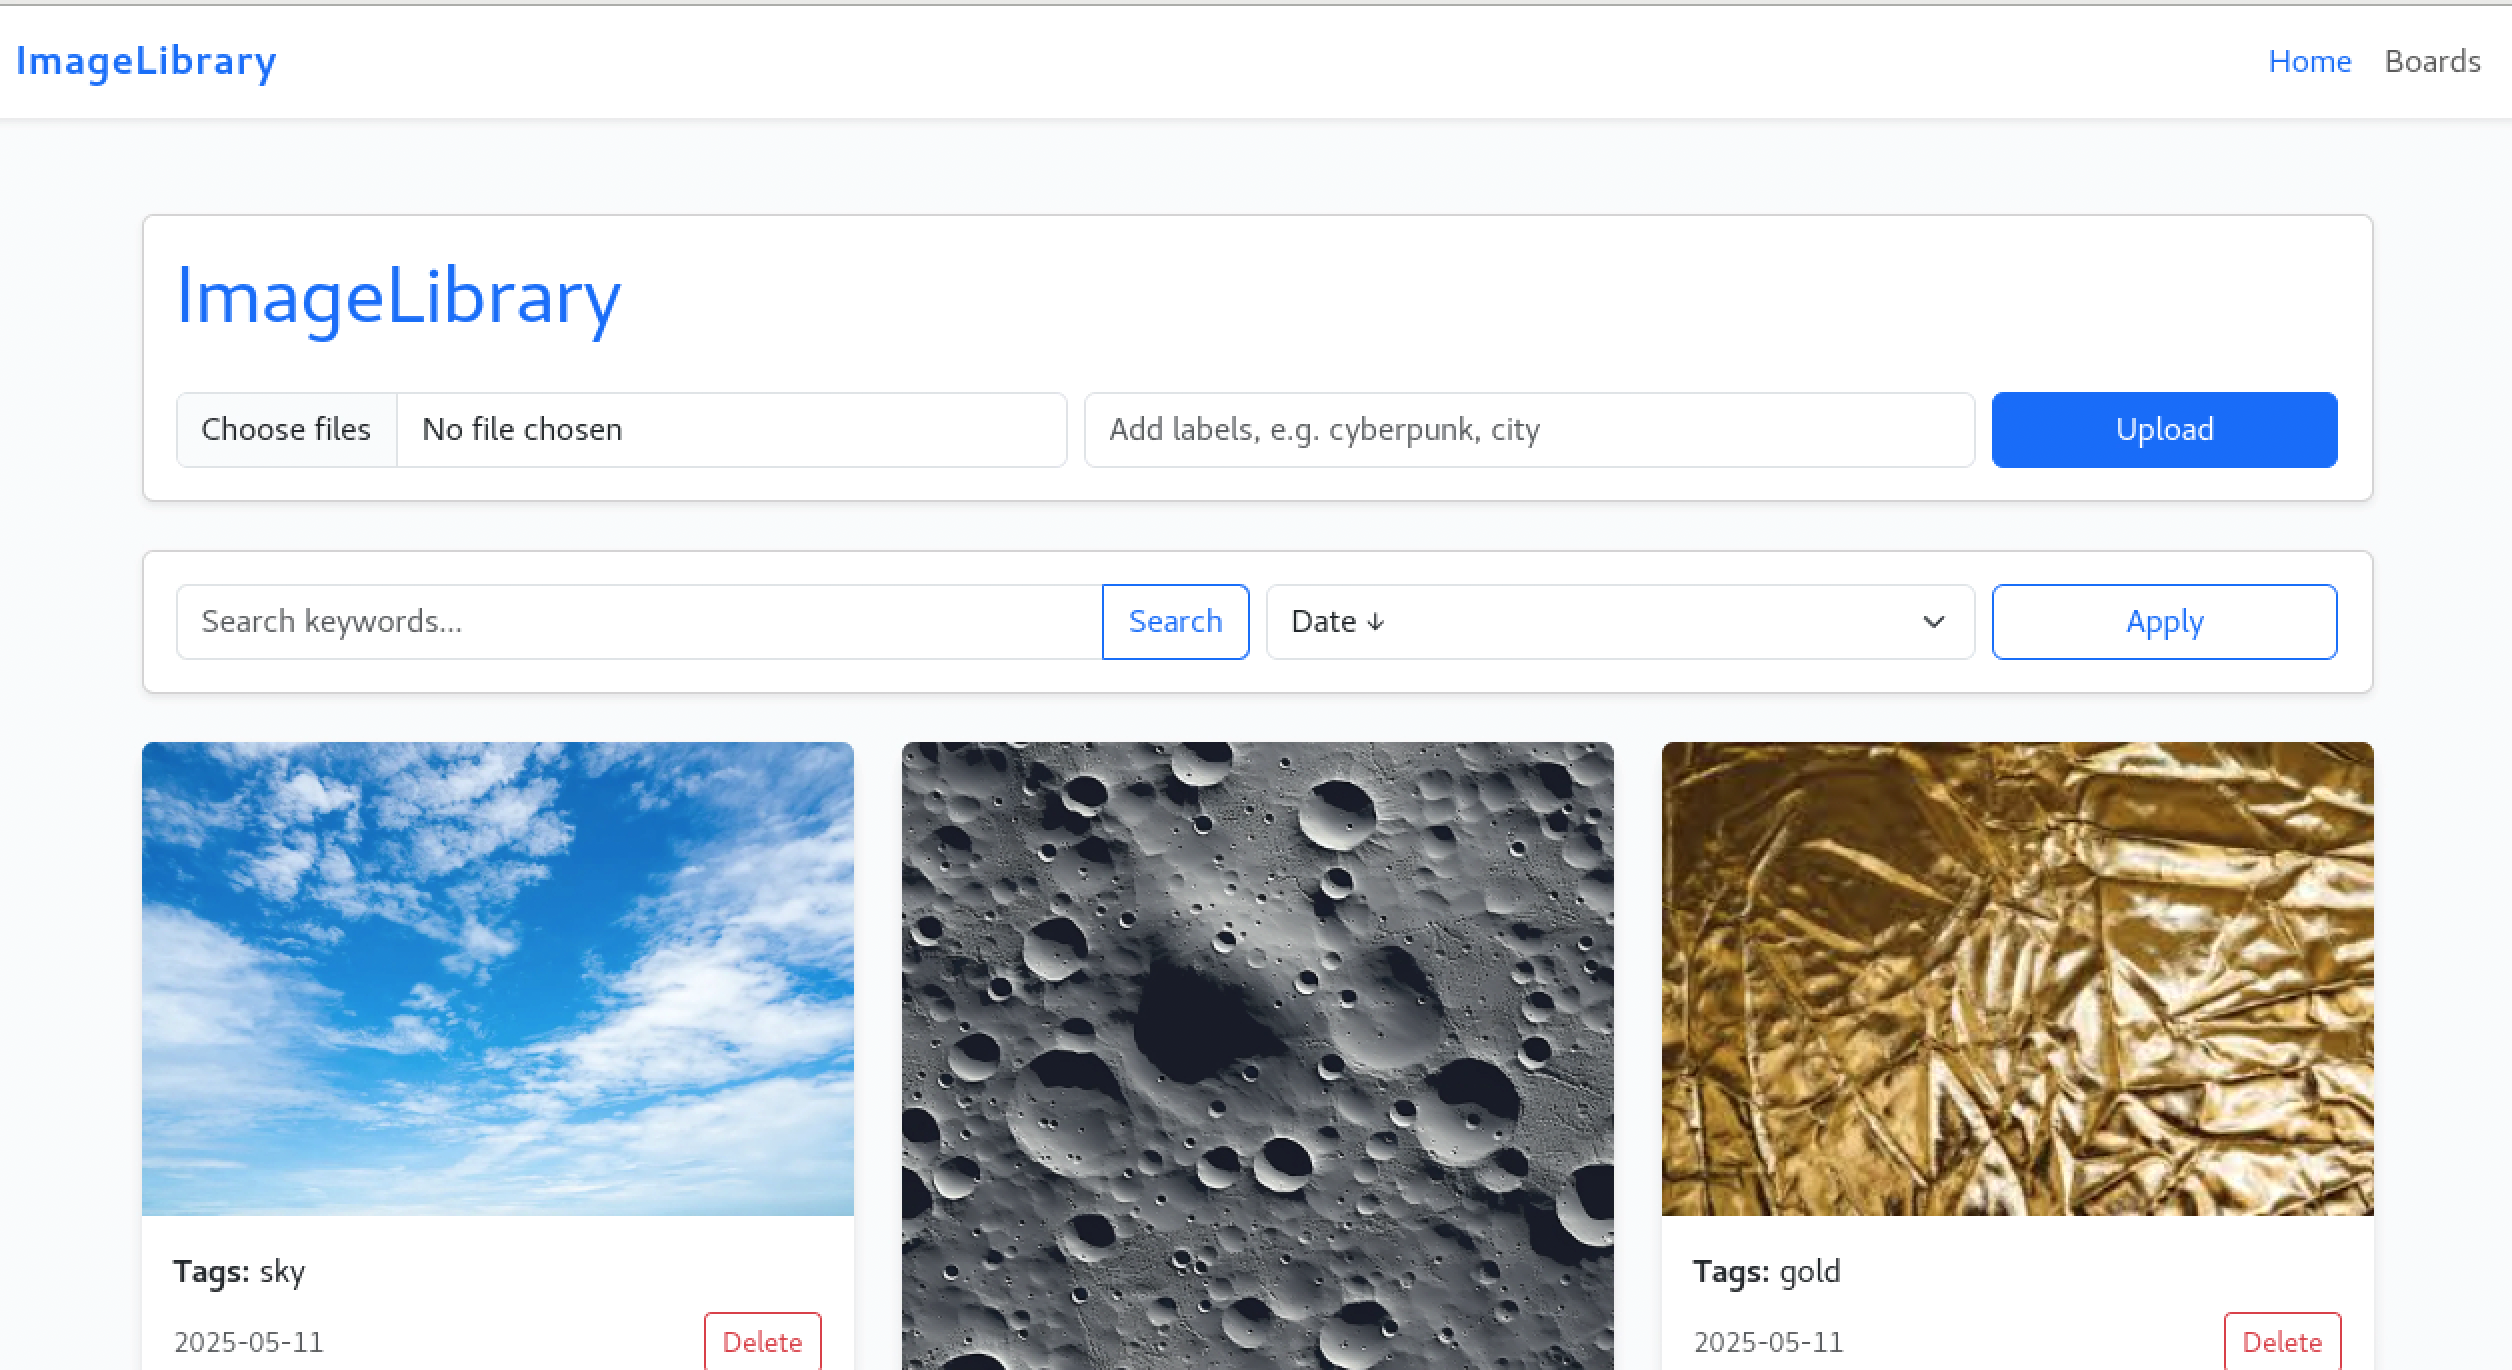 ImageLibrary
Home Boards
ImageLibrary
Choose files No file chosen Add labels, e.g. cyberpunk, city Upload
Search keywords... Search Date ↓ Apply
Tags: sky
Tags: gold
2025-05-11 Delete
2025-05-11 Delete